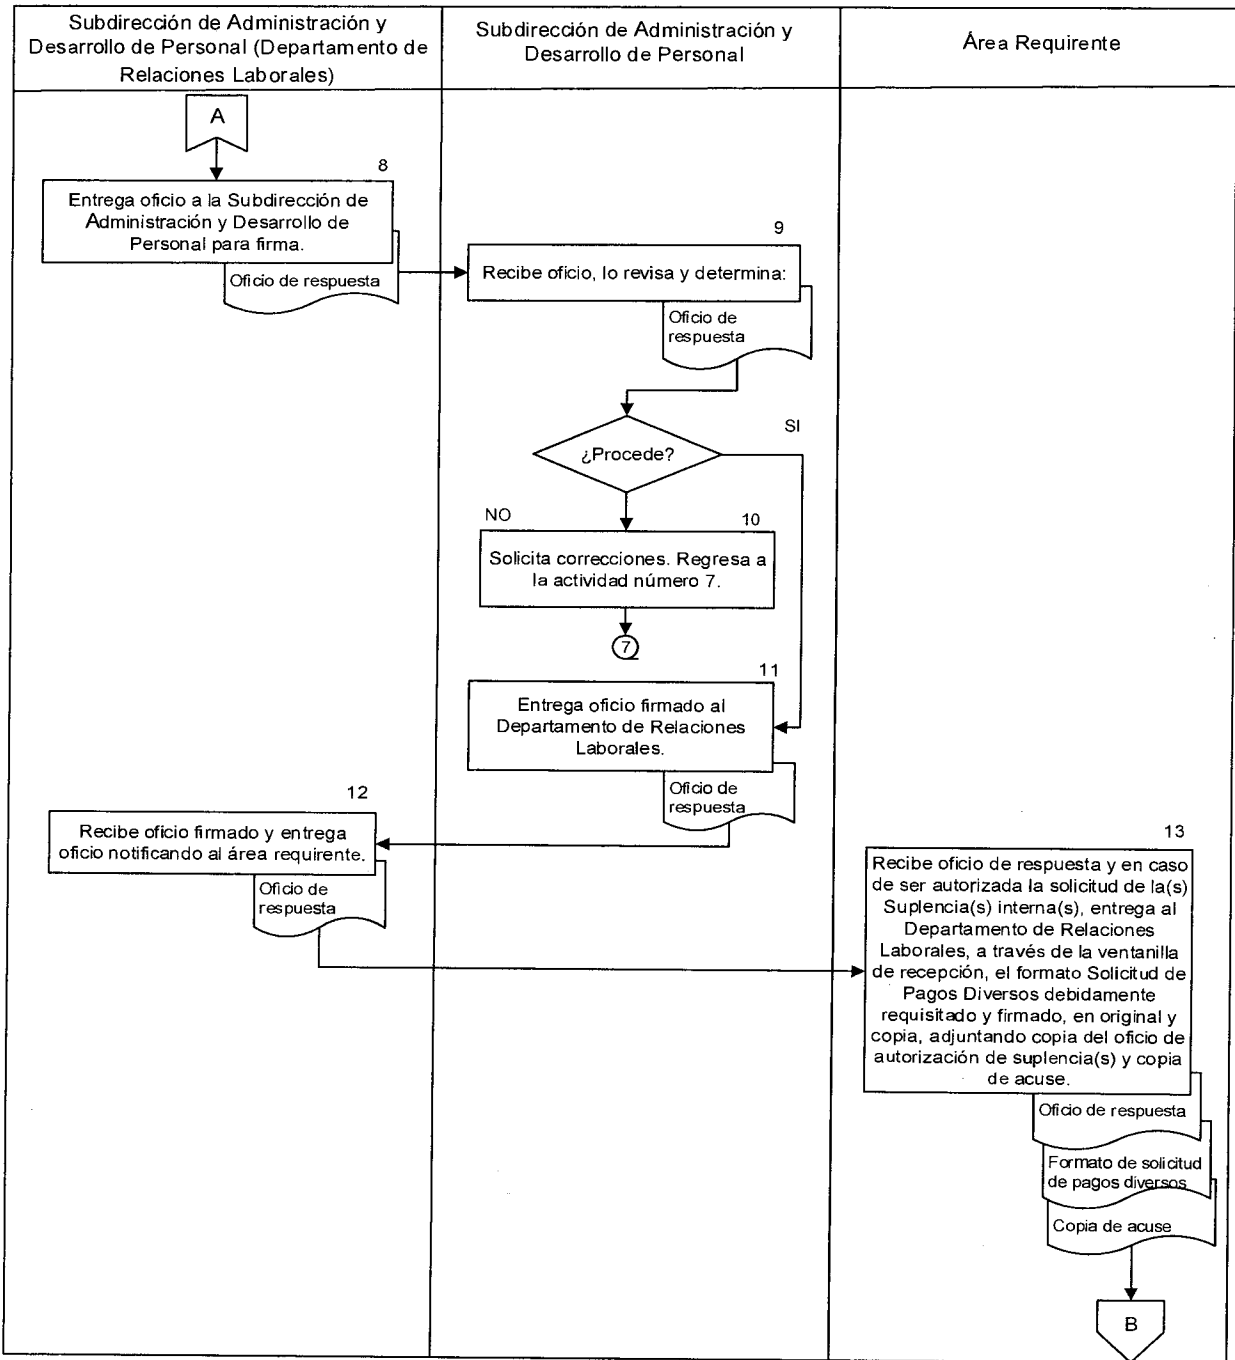 Subdirección de Administración y
Desarrollo de Personal (Departamento de
Relaciones Laborales)
Subdirección de Administración y
Desarrollo de Personal
Área Requirente
A
8
Entrega oficio a la Subdirección de
Administración y Desarrollo de
Personal para firma.
Oficio de respuesta
9
Recibe oficio, lo revisa y determina:
Oficio de
respuesta
¿Procede?
SI
NO
10
Solicita correcciones. Regresa a
la actividad número 7.
7
11
Entrega oficio firmado al
Departamento de Relaciones
Laborales.
Oficio de
respuesta
12
Recibe oficio firmado y entrega
oficio notificando al área requirente.
Oficio de
respuesta
13
Recibe oficio de respuesta y en caso
de ser autorizada la solicitud de la(s)
Suplencia(s) interna(s), entrega al
Departamento de Relaciones
Laborales, a través de la ventanilla
de recepción, el formato Solicitud de
Pagos Diversos debidamente
requisitado y firmado, en original y
copia, adjuntando copia del oficio de
autorización de suplencia(s) y copia
de acuse.
Oficio de respuesta
Formato de solicitud
de pagos diversos
Copia de acuse
B